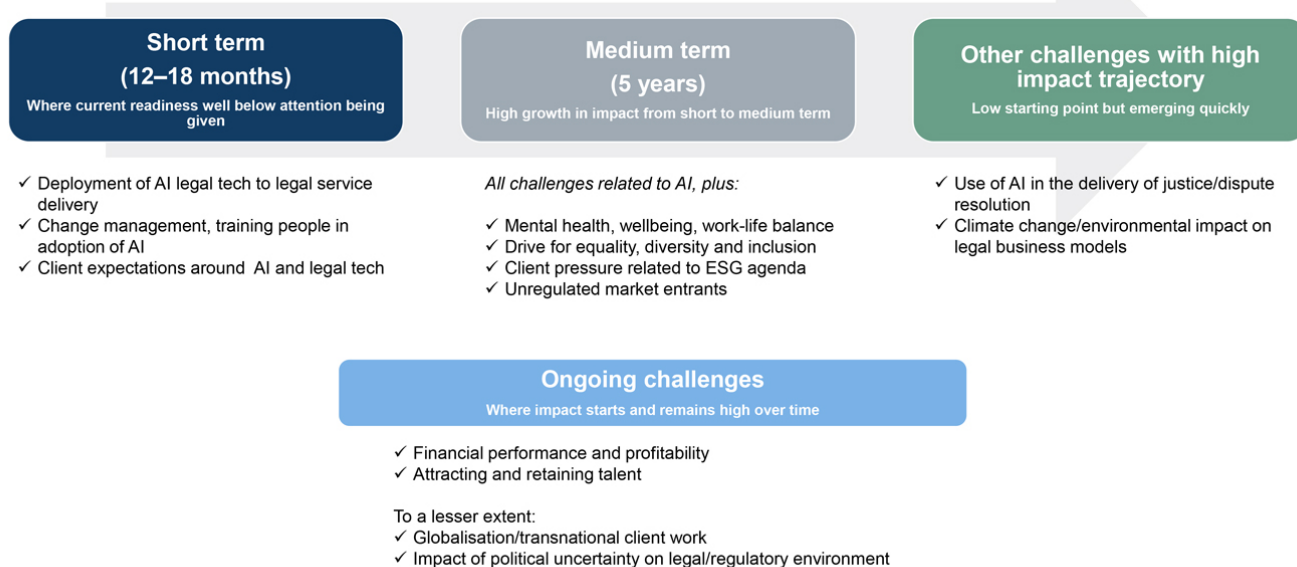 Short term
(12–18 months)
Where current readiness well below attention being
given
✓ Deployment of AI legal tech to legal service
delivery
✓ Change management, training people in
adoption of AI
✓ Client expectations around AI and legal tech
Medium term
(5 years)
High growth in impact from short to medium term
All challenges related to AI, plus:
✓ Mental health, wellbeing, work-life balance
✓ Drive for equality, diversity and inclusion
✓ Client pressure related to ESG agenda
✓ Unregulated market entrants
Other challenges with high
impact trajectory
Low starting point but emerging quickly
✓ Use of AI in the delivery of justice/dispute
resolution
✓ Climate change/environmental impact on
legal business models
Ongoing challenges
Where impact starts and remains high over time
✓ Financial performance and profitability
✓ Attracting and retaining talent
To a lesser extent:
✓ Globalisation/transnational client work
✓ Impact of political uncertainty on legal/regulatory environment